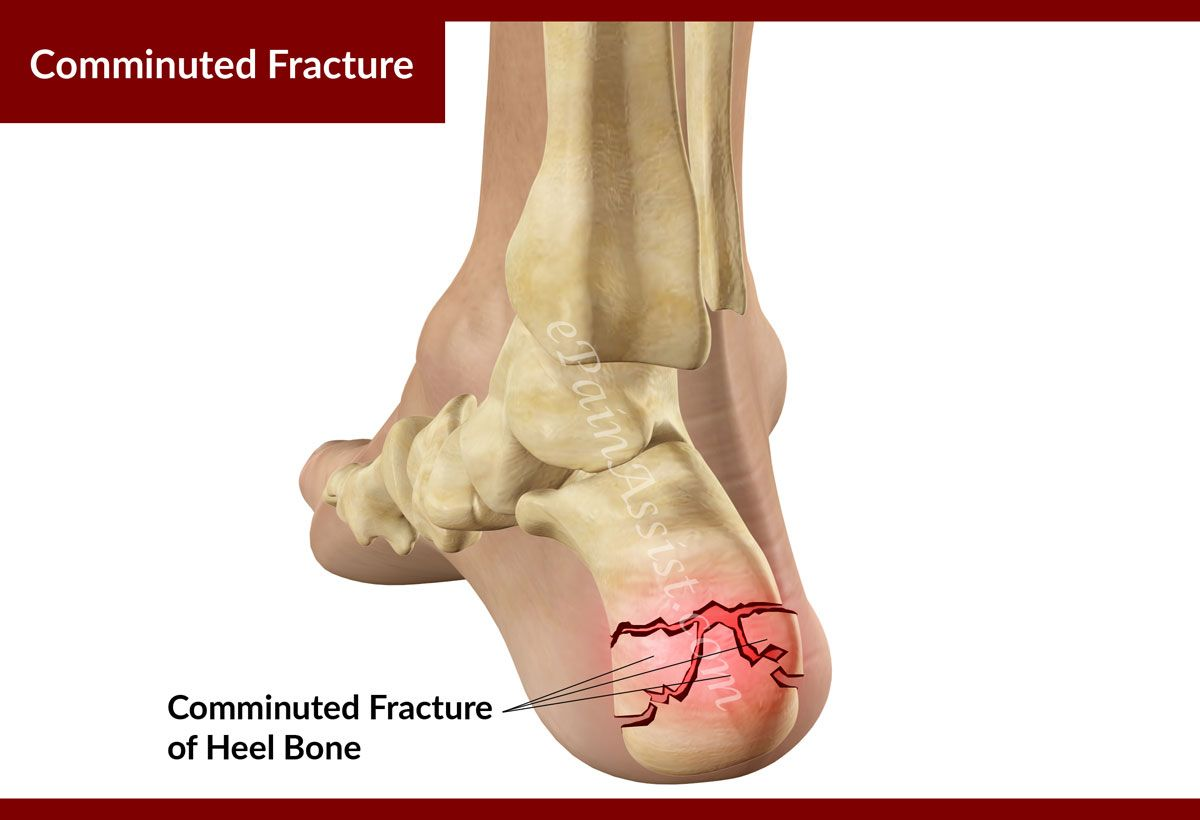 Comminuted Fracture
ePainAssist.com
Comminuted Fracture
of Heel Bone